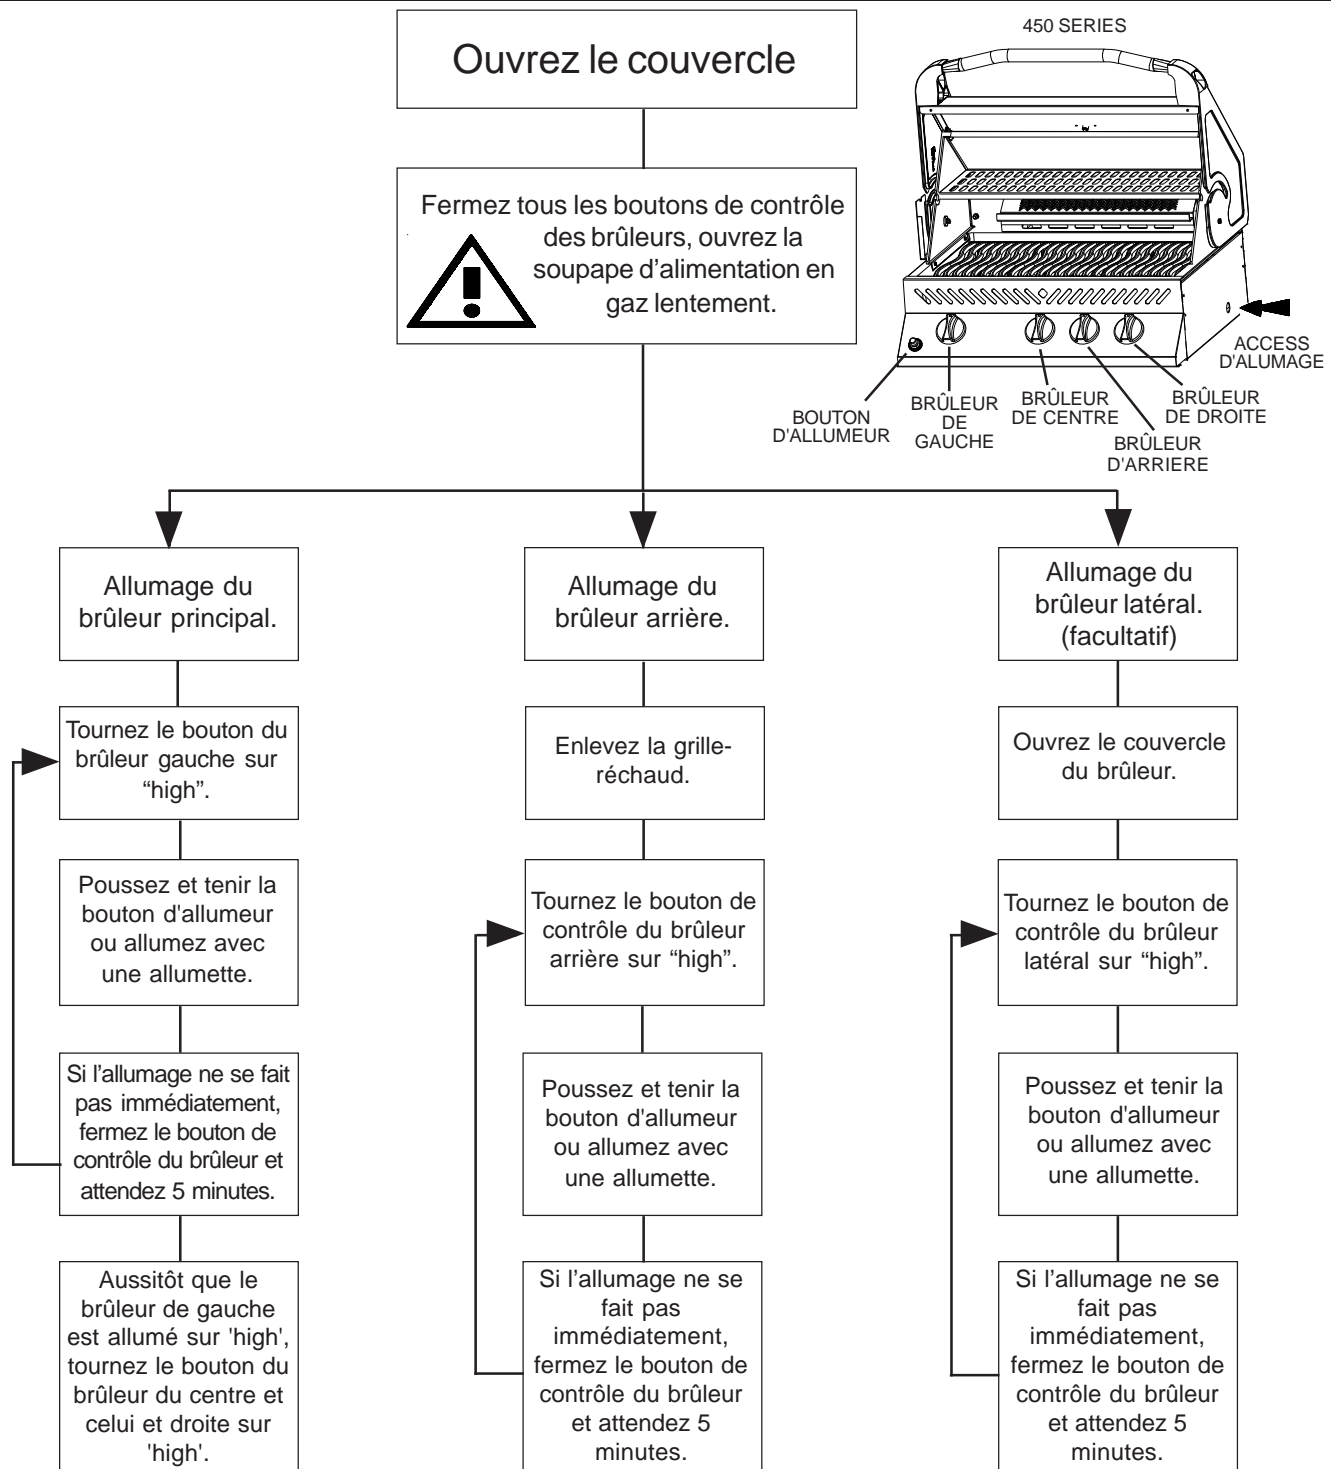 Ouvrez le couvercle
450 SERIES
Fermez tous les boutons de contrôle
des brûleurs, ouvrez la
soupape d’alimentation en
gaz lentement.
ACCESS
D'ALUMAGE
BOUTON
D'ALLUMEUR
BRÛLEUR
DE
GAUCHE
BRÛLEUR
DE CENTRE
BRÛLEUR
D'ARRIERE
BRÛLEUR
DE DROITE
Allumage du
brûleur principal.
Tournez le bouton du
brûleur gauche sur
“high”.
Poussez et tenir la
bouton d'allumeur
ou allumez avec
une allumette.
Si l’allumage ne se fait
pas immédiatement,
fermez le bouton de
contrôle du brûleur et
attendez 5 minutes.
Aussitôt que le
brûleur de gauche
est allumé sur 'high',
tournez le bouton du
brûleur du centre et
celui et droite sur
'high'.
Allumage du
brûleur arrière.
Enlevez la grille-
réchaud.
Tournez le bouton de
contrôle du brûleur
arrière sur “high”.
Poussez et tenir la
bouton d'allumeur
ou allumez avec
une allumette.
Si l’allumage ne se
fait pas
immédiatement,
fermez le bouton de
contrôle du brûleur
et attendez 5
minutes.
Allumage du
brûleur latéral.
(facultatif)
Ouvrez le couvercle
du brûleur.
Tournez le bouton de
contrôle du brûleur
latéral sur “high”.
Poussez et tenir la
bouton d'allumeur
ou allumez avec
une allumette.
Si l’allumage ne se
fait pas
immédiatement,
fermez le bouton de
contrôle du brûleur
et attendez 5
minutes.